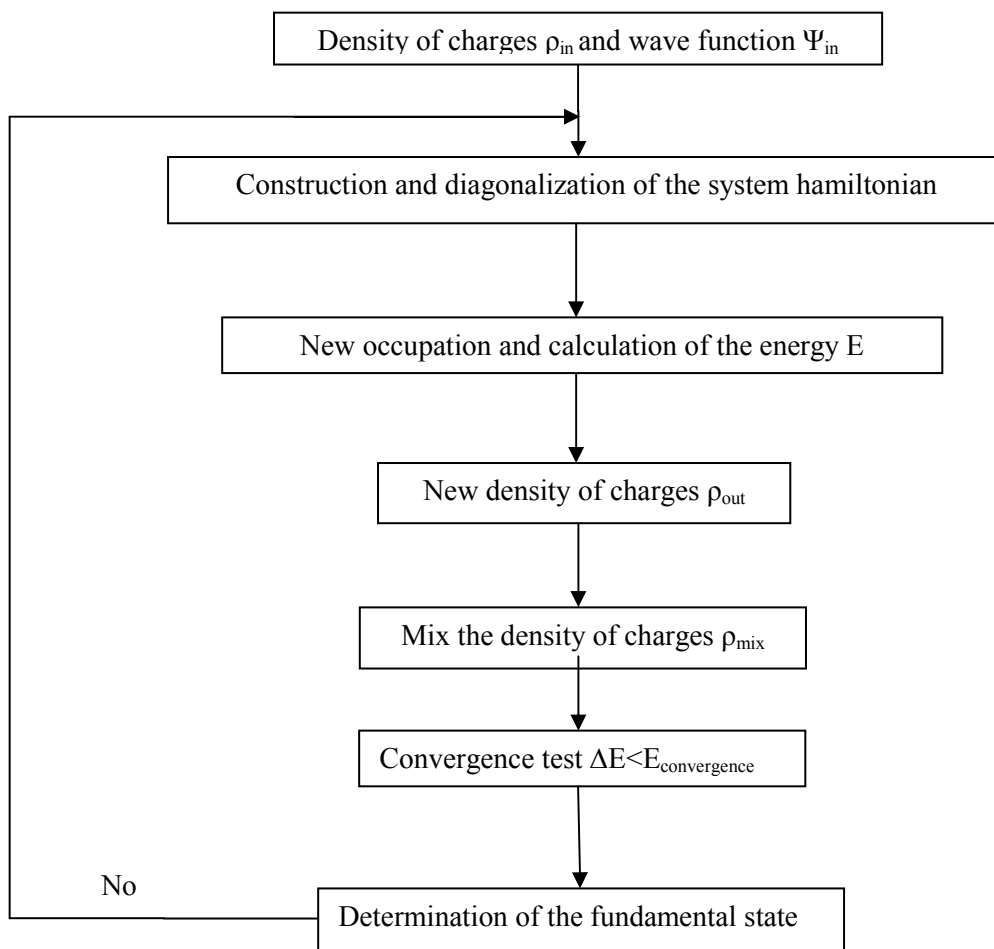 Density of charges ρin and wave function Ψin
Construction and diagonalization of the system hamiltonian
New occupation and calculation of the energy E
New density of charges ρout
Mix the density of charges ρmix
Convergence test ΔE<Econvergence
No
Determination of the fundamental state